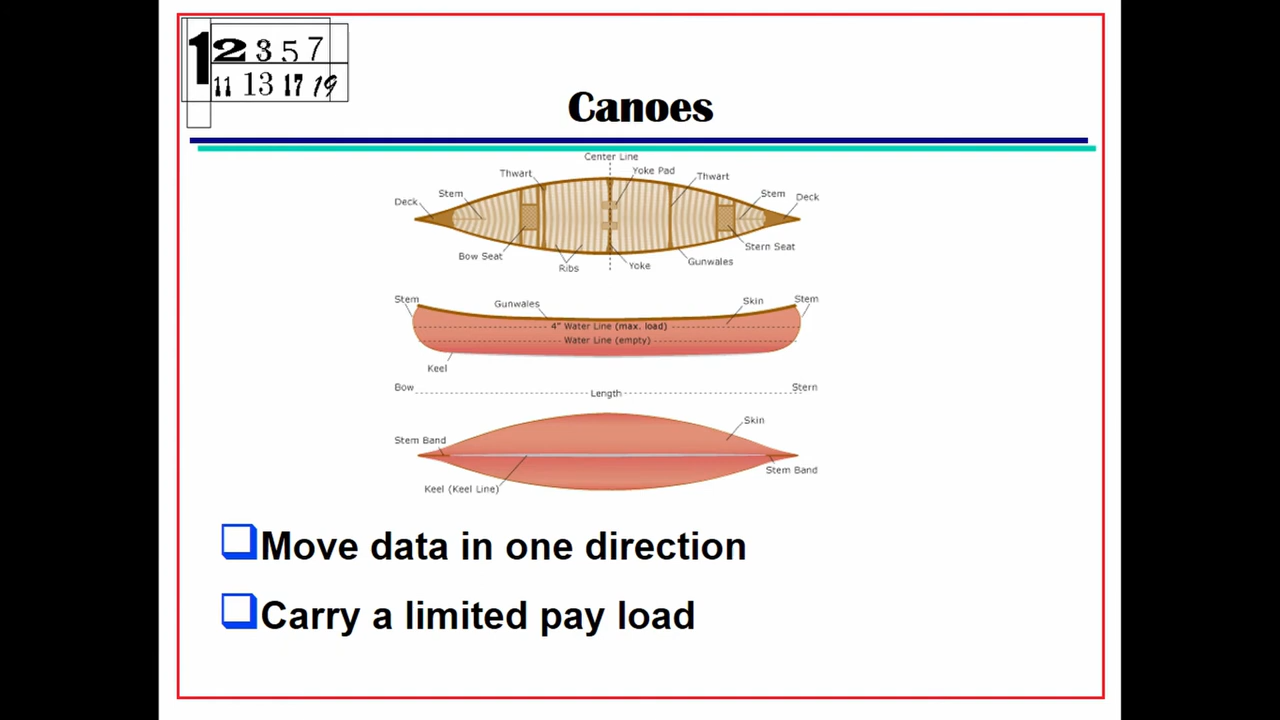 1 2 3 5 7
11 13 17 19
Canoes
Center Line
Thwart
Yoke Pad
Thwart
Stem
Stem
Deck
Deck
Bow Seat
Ribs
Yoke
Gunwales
Stern Seat
Stem
Gunwales
Skin
Stem
4" Water Line (max. load)
Water Line (empty)
Keel
Bow
Length
Stern
Skin
Stem Band
Stem Band
Keel (Keel Line)
Move data in one direction
Carry a limited pay load